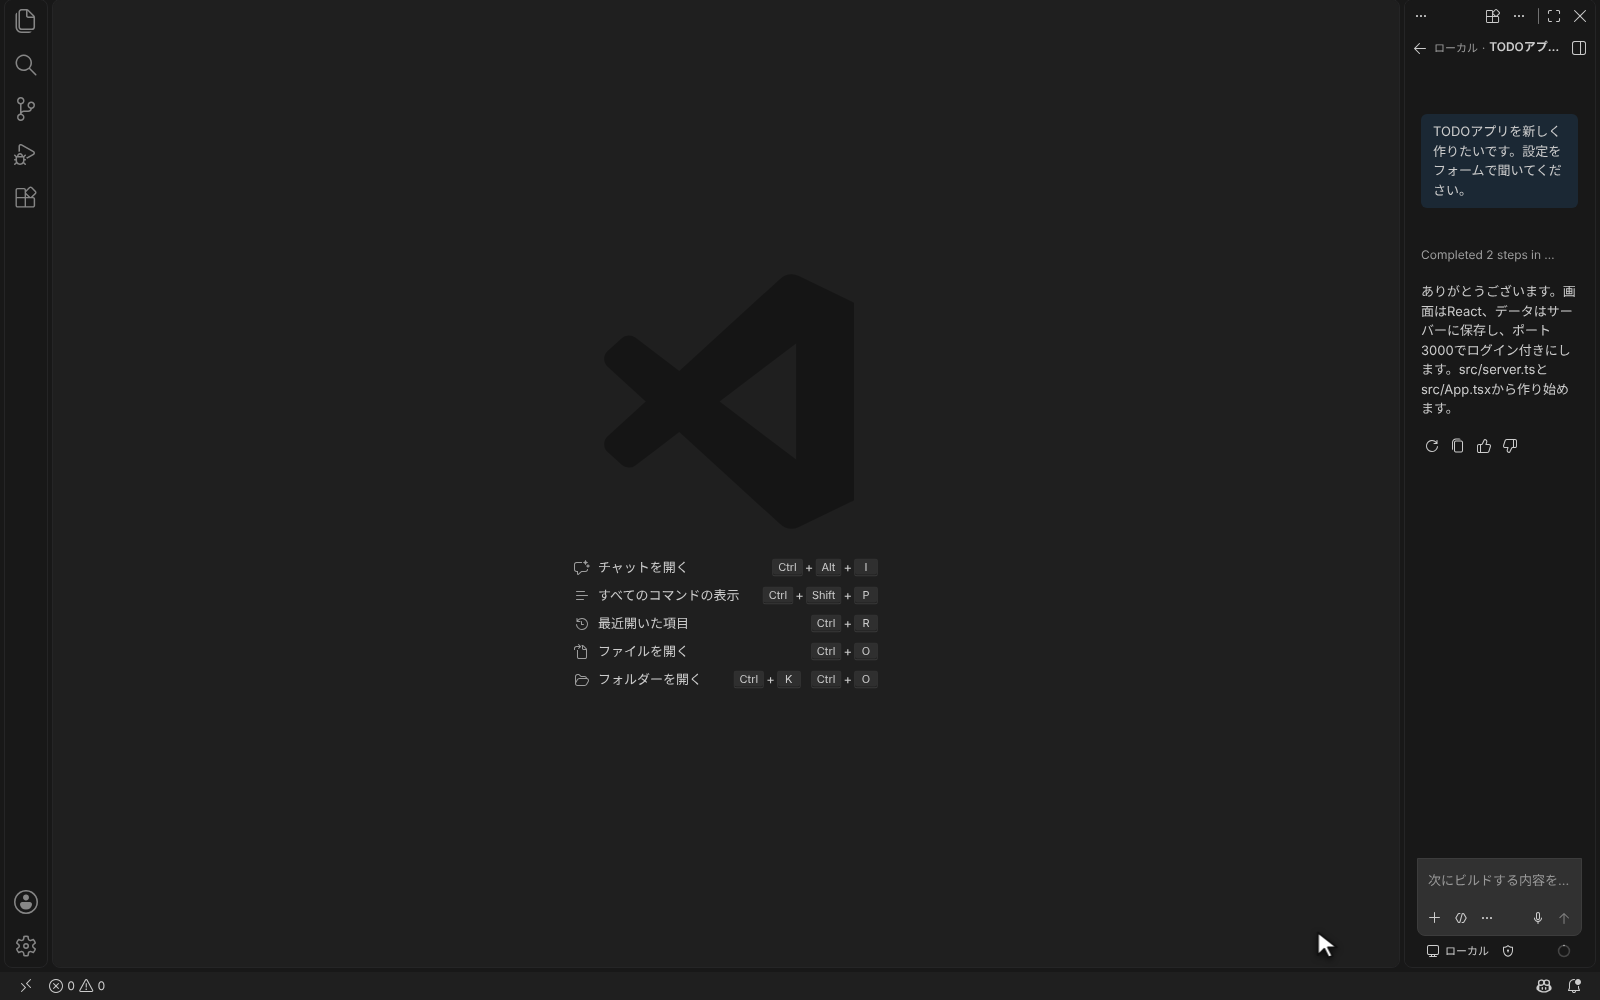 ローカル · TODOアプ...
TODOアプリを新しく
作りたいです。設定を
フォームで聞いてくだ
さい。
Completed 2 steps in ...
ありがとうございます。画
面はReact、データはサー
バーに保存し、ポート
3000でログイン付きにし
ます。src/server.tsと
src/App.tsxから作り始め
ます。
チャットを開く Ctrl + Alt + I
すべてのコマンドの表示 Ctrl + Shift + P
最近開いた項目 Ctrl + R
ファイルを開く Ctrl + O
フォルダーを開く Ctrl + K Ctrl + O
次にビルドする内容を...
ローカル
0 0